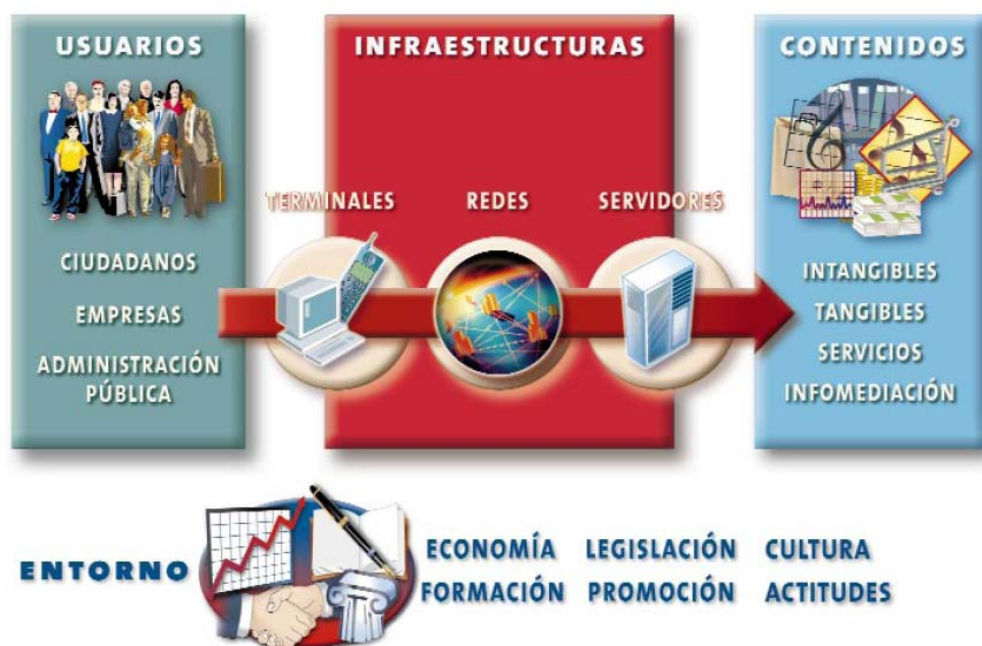 USUARIOS
CIUDADANOS
EMPRESAS
ADMINISTRACIÓN
PÚBLICA
INFRAESTRUCTURAS
TERMINALES
REDES
SERVIDORES
CONTENIDOS
INTANGIBLES
TANGIBLES
SERVICIOS
INFOMEDIACIÓN
ENTORNO
ECONOMÍA LEGISLACIÓN CULTURA
FORMACIÓN PROMOCIÓN ACTITUDES